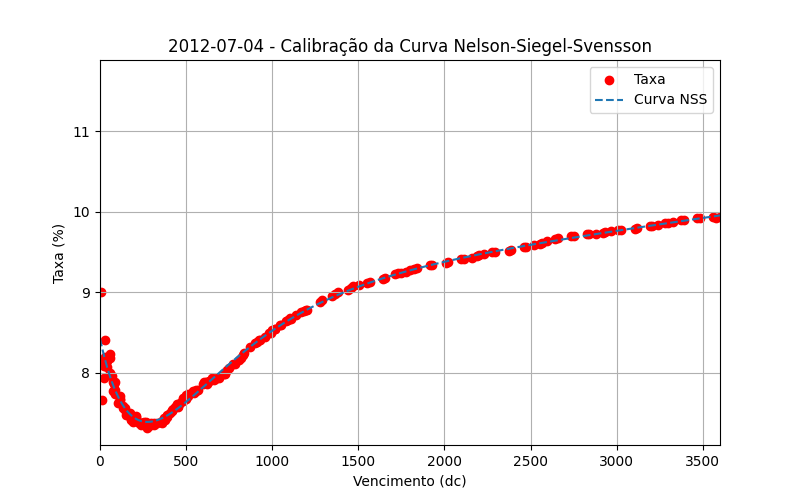 2012-07-04 - Calibração da Curva Nelson-Siegel-Svensson
Taxa
Curva NSS
Taxa (%)
11
10
9
8
0 500 1000 1500 2000 2500 3000 3500
Vencimento (dc)